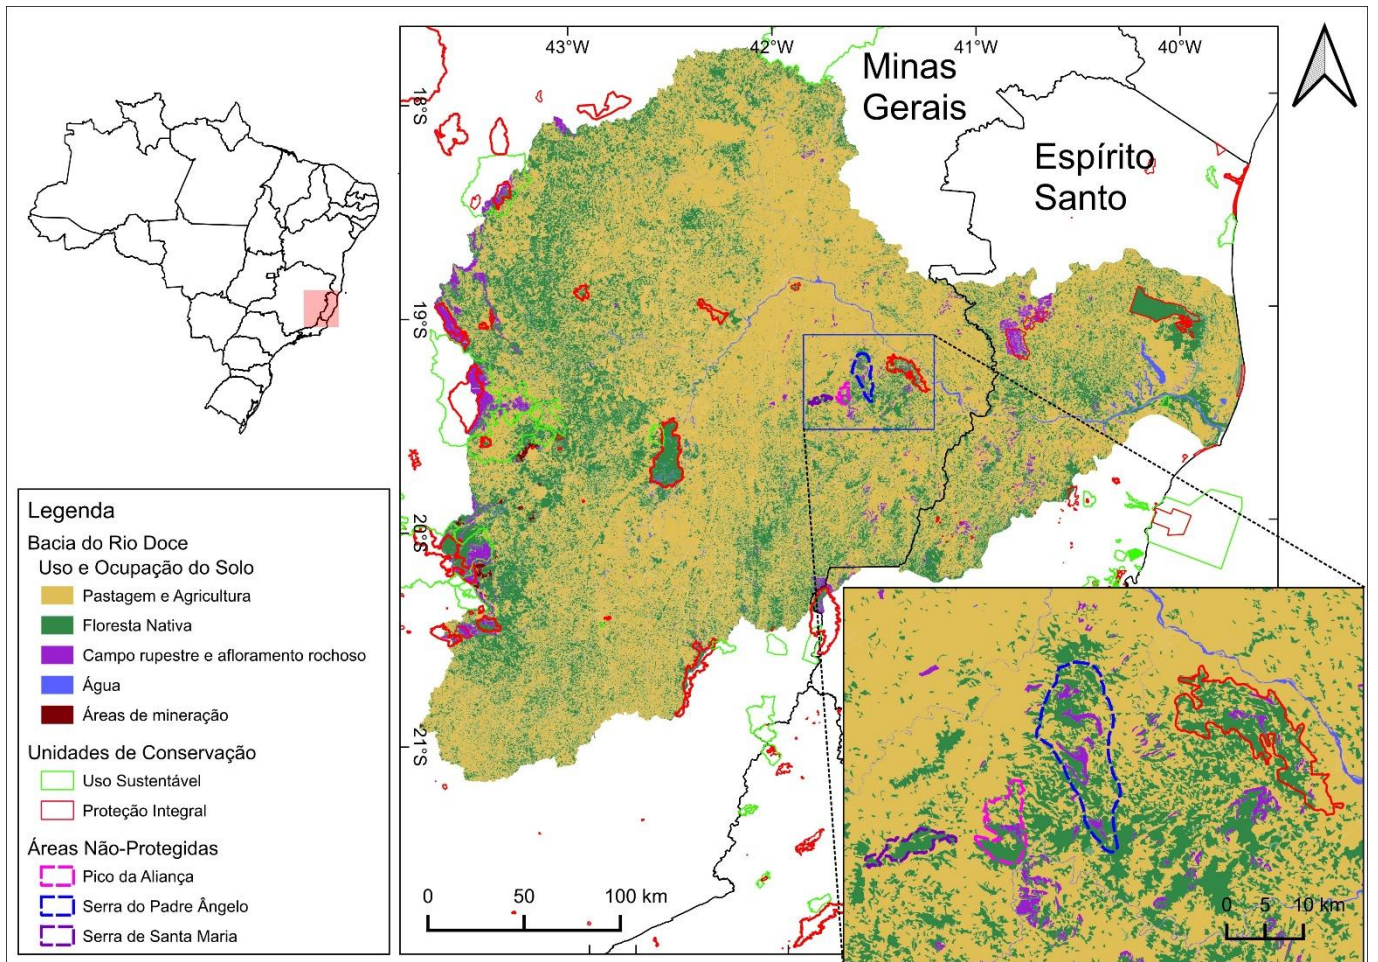 43°W
42°W
41°W
40°W
18°S
19°S
20°S
21°S
Minas
Gerais
Espírito
Santo
Legenda
Bacia do Rio Doce
Uso e Ocupação do Solo
Pastagem e Agricultura
Floresta Nativa
Campo rupestre e afloramento rochoso
Água
Áreas de mineração
Unidades de Conservação
Uso Sustentável
Proteção Integral
Áreas Não-Protegidas
Pico da Aliança
Serra do Padre Ângelo
Serra de Santa Maria
0 50 100 km
0 5 10 km